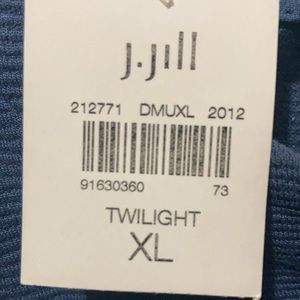 j.jill
212771 DMUXL 2012
91630360 73
TWILIGHT
XL